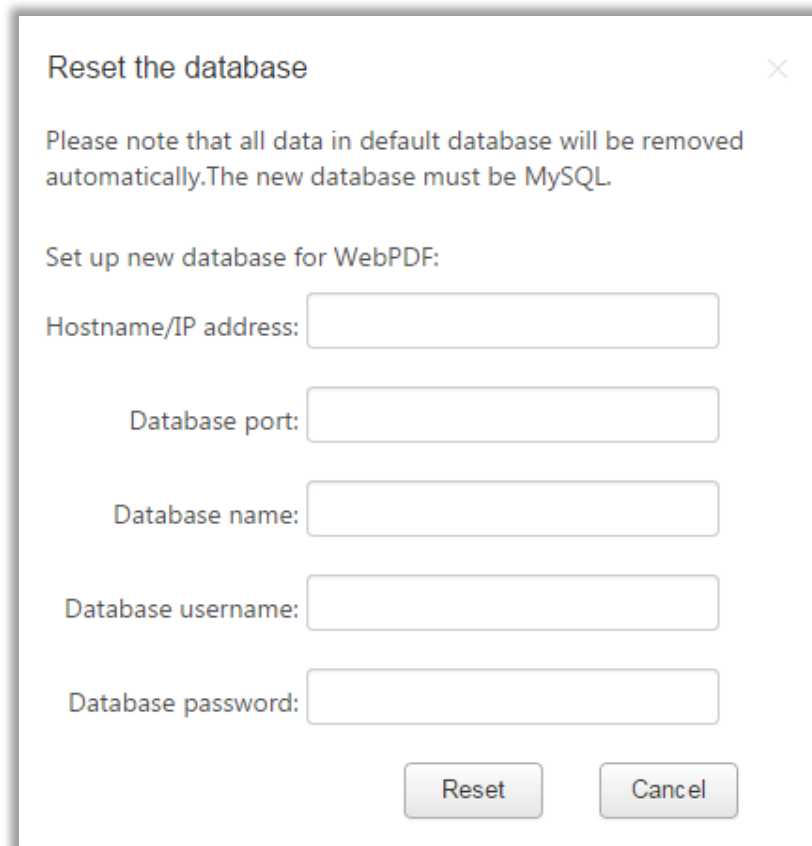 Reset the database
Please note that all data in default database will be removed
automatically.The new database must be MySQL.
Set up new database for WebPDF:
Hostname/IP address:
Database port:
Database name:
Database username:
Database password:
Reset Cancel